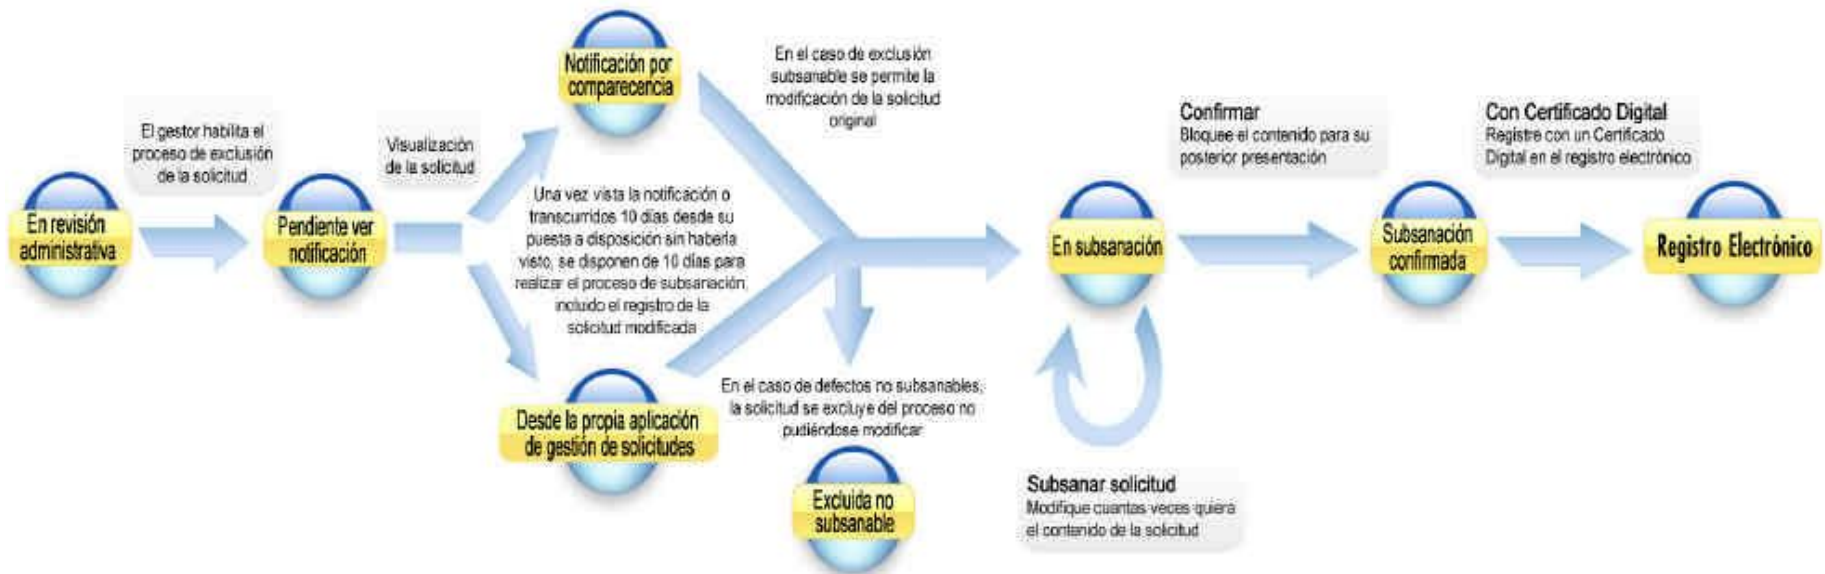 En revisión
administrativa
El gestor habilita el
proceso de exclusión
de la solicitud
Pendiente ver
notificación
Visualización
de la solicitud
Notificación por
comparecencia
Una vez vista la notificación o
transcurridos 10 días desde su
puesta a disposición sin haberla
visto, se disponen de 10 días para
realizar el proceso de subsanación,
incluido el registro de la
solicitud modificada
Desde la propia aplicación
de gestión de solicitudes
En el caso de exclusión
subsanable se permite la
modificación de la solicitud
original
En el caso de defectos no subsanables,
la solicitud se excluye del proceso no
pudiéndose modificar
Excluida no
subsanable
En subsanación
Subsanar solicitud
Modifique cuantas veces quiera
el contenido de la solicitud
Confirmar
Bloquee el contenido para su
posterior presentación
Subsanación
confirmada
Con Certificado Digital
Registre con un Certificado
Digital en el registro electrónico
Registro Electrónico